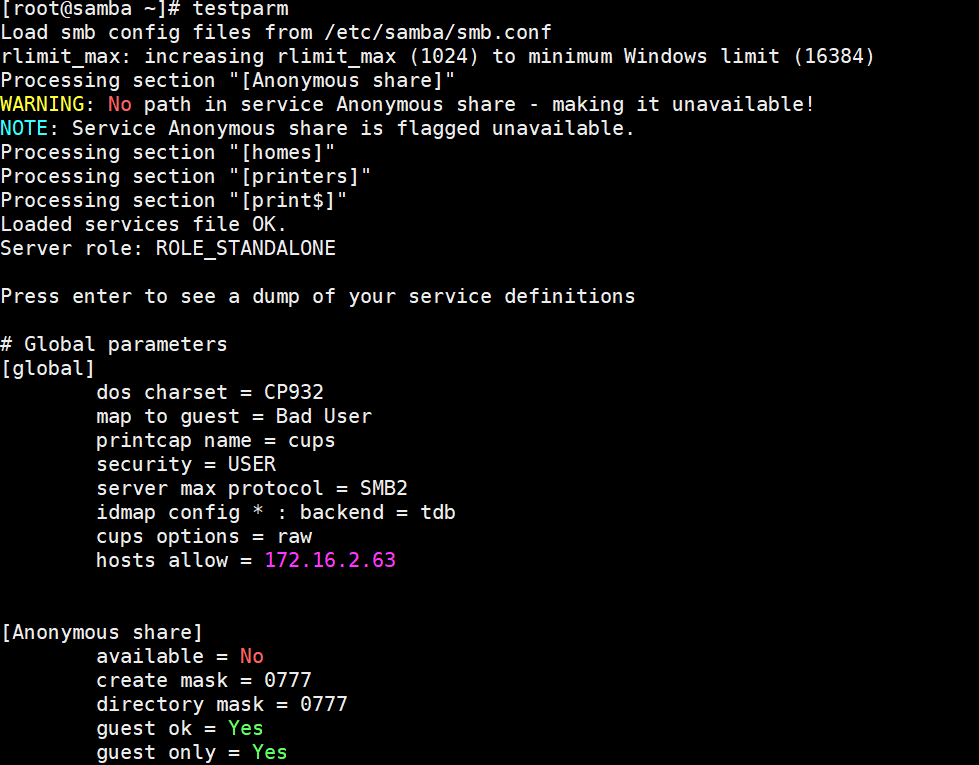 [root@samba ~]# testparm
Load smb config files from /etc/samba/smb.conf
rlimit_max: increasing rlimit_max (1024) to minimum Windows limit (16384)
Processing section "[Anonymous share]"
WARNING: No path in service Anonymous share - making it unavailable!
NOTE: Service Anonymous share is flagged unavailable.
Processing section "[homes]"
Processing section "[printers]"
Processing section "[print$]"
Loaded services file OK.
Server role: ROLE_STANDALONE
Press enter to see a dump of your service definitions
# Global parameters
[global]
dos charset = CP932
map to guest = Bad User
printcap name = cups
security = USER
server max protocol = SMB2
idmap config * : backend = tdb
cups options = raw
hosts allow = 172.16.2.63
[Anonymous share]
available = No
create mask = 0777
directory mask = 0777
guest ok = Yes
guest only = Yes